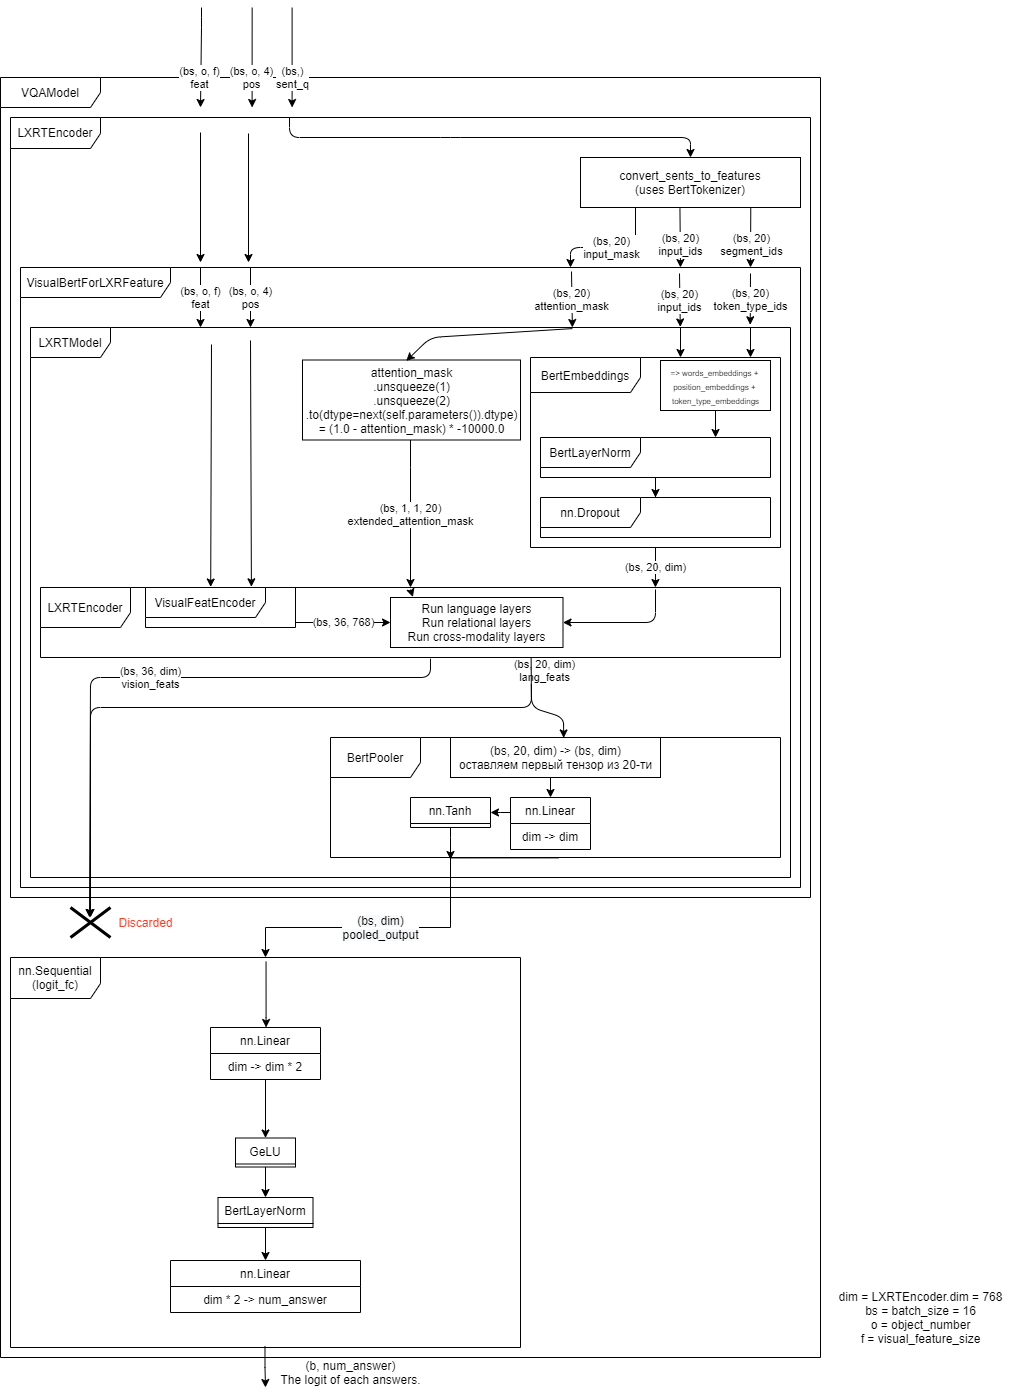 (bs, o, f)
feat
(bs, o, 4)
pos
(bs,)
sent_q
VQAModel
LXRTEncoder
convert_sents_to_features
(uses BertTokenizer)
(bs, 20)
input_mask
(bs, 20)
input_ids
(bs, 20)
segment_ids
VisualBertForLXRFeature
(bs, o, f)
feat
(bs, o, 4)
pos
(bs, 20)
attention_mask
(bs, 20)
input_ids
(bs, 20)
token_type_ids
LXRTModel
attention_mask
.unsqueeze(1)
.unsqueeze(2)
.to(dtype=next(self.parameters()).dtype)
= (1.0 - attention_mask) * -10000.0
BertEmbeddings
=> words_embeddings +
position_embeddings +
token_type_embeddings
BertLayerNorm
nn.Dropout
(bs, 1, 1, 20)
extended_attention_mask
(bs, 20, dim)
LXRTEncoder
VisualFeatEncoder
(bs, 36, 768)
Run language layers
Run relational layers
Run cross-modality layers
(bs, 36, dim)
vision_feats
(bs, 20, dim)
lang_feats
BertPooler
(bs, 20, dim) -> (bs, dim)
оставляем первый тензор из 20-ти
nn.Tanh
nn.Linear
dim -> dim
Discarded
(bs, dim)
pooled_output
nn.Sequential
(logit_fc)
nn.Linear
dim -> dim * 2
GeLU
BertLayerNorm
nn.Linear
dim * 2 -> num_answer
dim = LXRTEncoder.dim = 768
bs = batch_size = 16
o = object_number
f = visual_feature_size
(b, num_answer)
The logit of each answers.